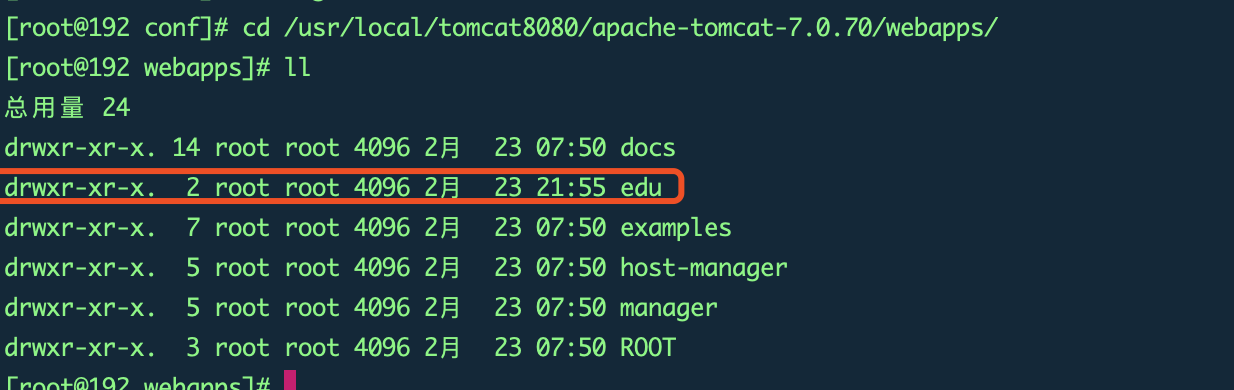 [root@192 conf]# cd /usr/local/tomcat8080/apache-tomcat-7.0.70/webapps/
[root@192 webapps]# ll
总用量 24
drwxr-xr-x. 14 root root 4096 2月  23 07:50 docs
drwxr-xr-x.  2 root root 4096 2月  23 21:55 edu
drwxr-xr-x.  7 root root 4096 2月  23 07:50 examples
drwxr-xr-x.  5 root root 4096 2月  23 07:50 host-manager
drwxr-xr-x.  5 root root 4096 2月  23 07:50 manager
drwxr-xr-x.  3 root root 4096 2月  23 07:50 ROOT
[root@192 webapps]#